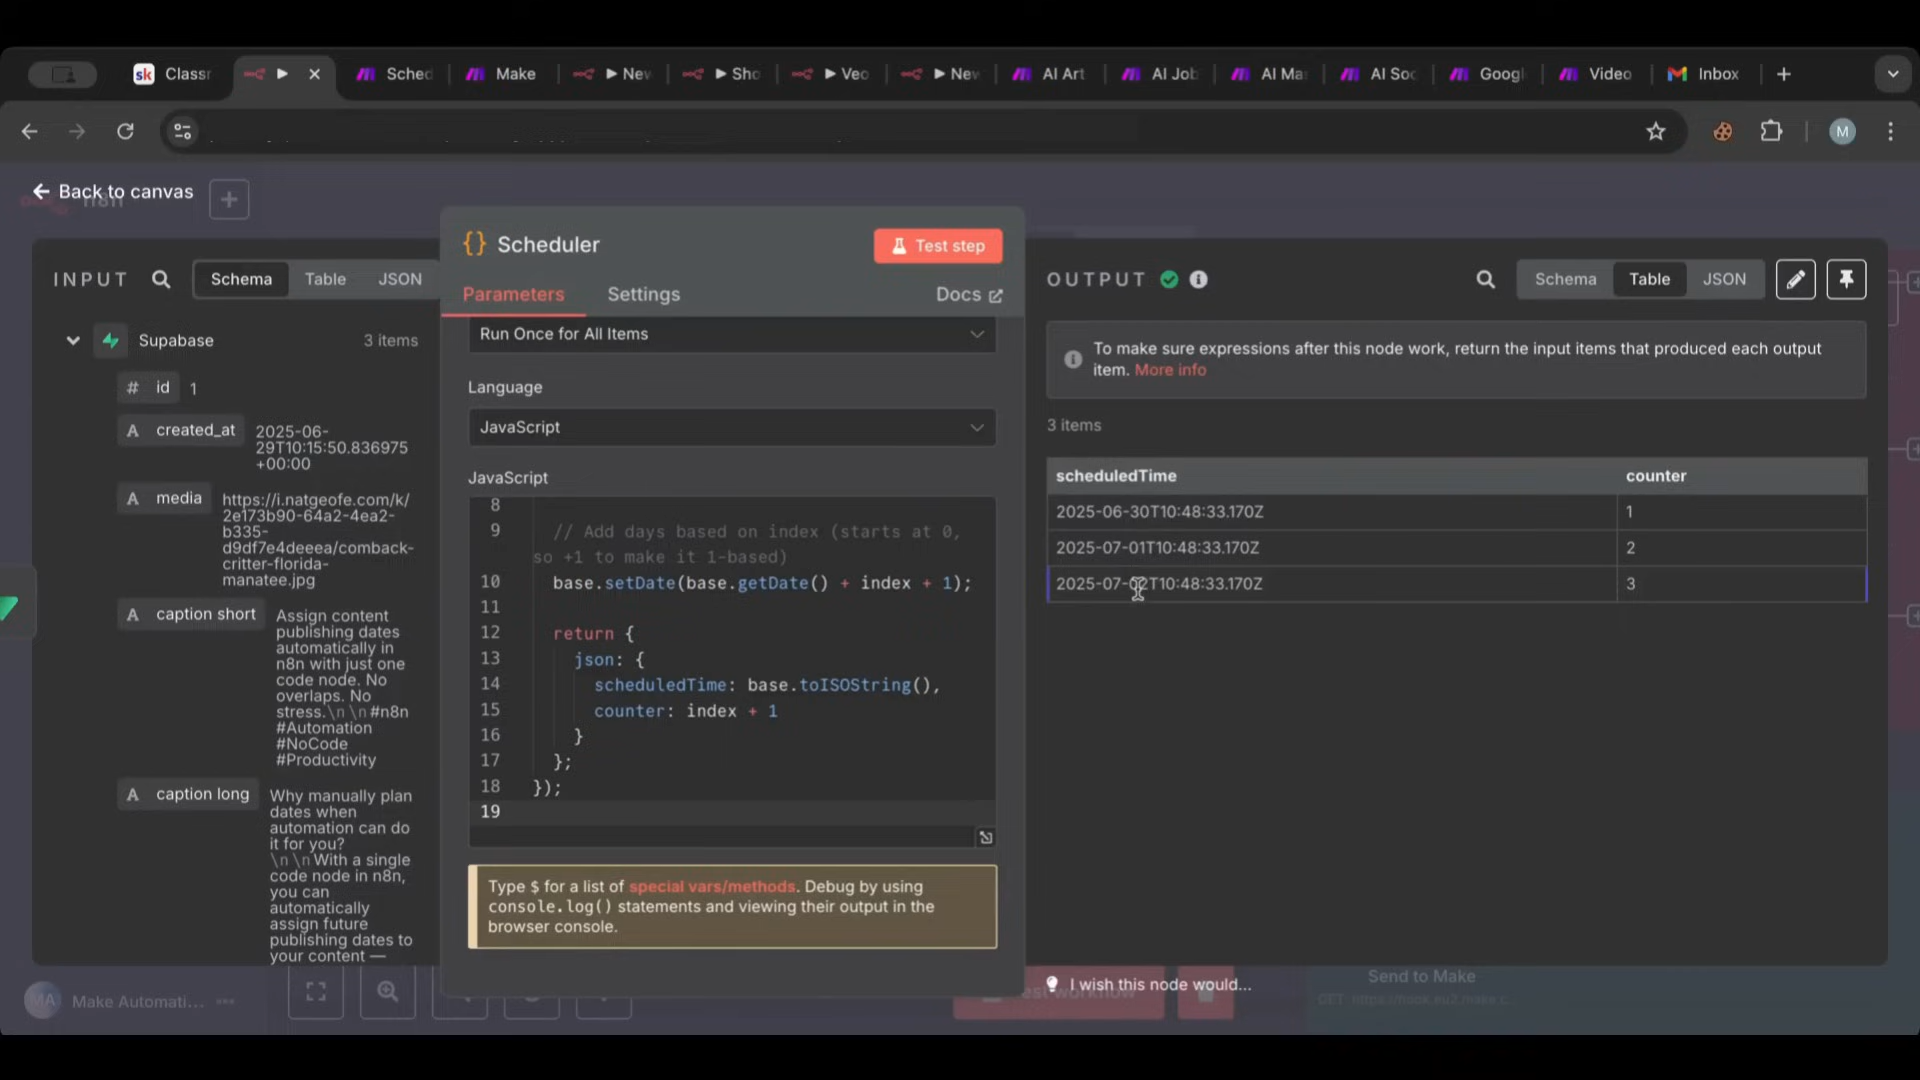 Classr
Sched
Make
Nev
Sho
Veo
Nev
AI Art
AI Job
AI Ma
AI Soc
Googl
Video
Inbox
M
Back to canvas
n8n
INPUT
Schema
Table
JSON
Supabase
3 items
# id
1
A created_at
2025-06-
29T10:15:50.836975
+00:00
A media
https://i.natgeofe.com/k/
2e173b90-64a2-4ea2-
b335-
d9df7e4deeea/comback-
critter-florida-
manatee.jpg
A caption short
Assign content
publishing dates
automatically in
n8n with just one
code node. No
overlaps. No
stress.\n \n #n8n
#Automation
#NoCode
#Productivity
A caption long
Why manually plan
dates when
automation can do
it for you?
\n \n With a single
code node in n8n,
you can
automatically
assign future
publishing dates to
your content —
{} Scheduler
Test step
Parameters
Settings
Docs
Run Once for All Items
Language
JavaScript
JavaScript
8
9 // Add days based on index (starts at 0,
so +1 to make it 1-based)
10 base.setDate(base.getDate() + index + 1);
11
12 return {
13 json: {
14 scheduledTime: base.toISOString(),
15 counter: index + 1
16 }
17 };
18 });
19
Type $ for a list of special vars/methods. Debug by using
console.log() statements and viewing their output in the
browser console.
OUTPUT
Schema
Table
JSON
To make sure expressions after this node work, return the input items that produced each output
item. More info
3 items
scheduledTime counter
2025-06-30T10:48:33.170Z 1
2025-07-01T10:48:33.170Z 2
2025-07-02T10:48:33.170Z 3
I wish this node would...
MA Make Automati...
workflow
Send to Make